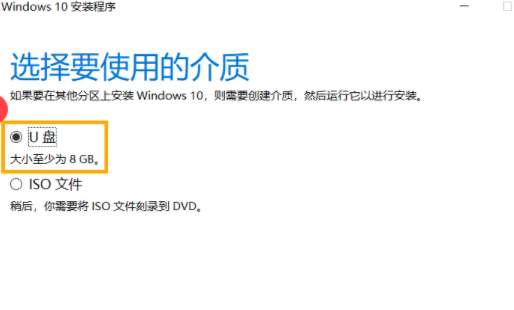 Windows 10 安装程序
选择要使用的介质
如果要在其他分区上安装 Windows 10，则需要创建介质，然后运行它以进行安装。
U 盘
大小至少为 8 GB。
ISO 文件
稍后，你需要将 ISO 文件刻录到 DVD。